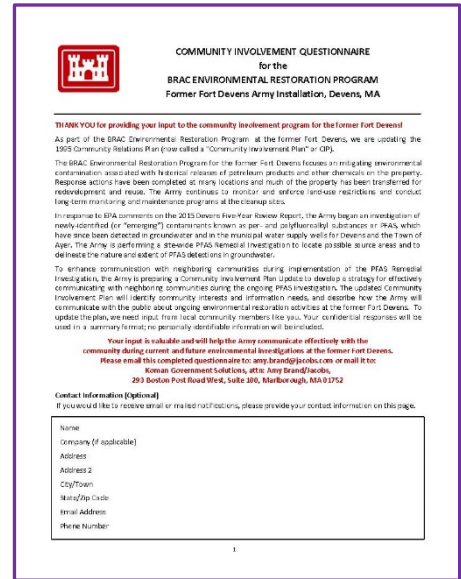 COMMUNITY INVOLVEMENT QUESTIONNAIRE
for the
BRAC ENVIRONMENTAL RESTORATION PROGRAM
Former Fort Devens Army Installation, Devens, MA
THANK YOU for providing your input to the community involvement program for the former Fort Devens!
As part of the BRAC Environmental Restoration Program at the former Fort Devens, we are updating the
1995 Community Relations Plan (now called a "Community Involvement Plan" or CIP).
The BRAC Environmental Restoration Program for the former Fort Devens focuses on mitigating environmental
contamination associated with historical releases of petroleum products and other chemicals on the property.
Response actions have been completed at many locations and much of the property has been transferred for
redevelopment and reuse. The Army continues to monitor and enforce land-use restrictions and conduct
long-term monitoring and maintenance programs at the cleanup sites.
In response to EPA comments on the 2015 Devens Five-Year Review Report, the Army began an investigation of
newly-identified (or "emerging") contaminants known as per- and polyfluoroalkyl substances or PFAS, which
have since been detected in groundwater and in the municipal water supply wells for Devens and the Town of
Ayer. The Army is performing a site-wide PFAS Remedial Investigation to locate possible source areas and to
delineate the nature and extent of PFAS detections in groundwater.
To enhance communication with neighboring communities during implementation of the PFAS Remedial
Investigation, the Army is preparing a Community Involvement Plan Update to develop a strategy for effectively
communicating with neighboring communities during the ongoing PFAS investigation. The updated Community
Involvement Plan will identify community interests and information needs, and describe how the Army will
communicate with the public about ongoing environmental restoration activities at the former Fort Devens. To
update the plan, we need input from local community members like you. Your confidential responses will be
used in a summary format; no personally identifiable information will be included.
Your input is valuable and will help the Army communicate effectively with the
community during current and future environmental investigations at the former Fort Devens.
Please email this completed questionnaire to: amy.brand@jacobs.com or mail it to:
Koman Government Solutions, attn: Amy Brand/Jacobs,
293 Boston Post Road West, Suite 100, Marlborough, MA 01752
Contact Information (Optional)
If you would like to receive email or mailed notifications, please provide your contact information on this page.
Name
Company (if applicable)
Address
Address 2
City/Town
State/Zip Code
Email Address
Phone Number
1